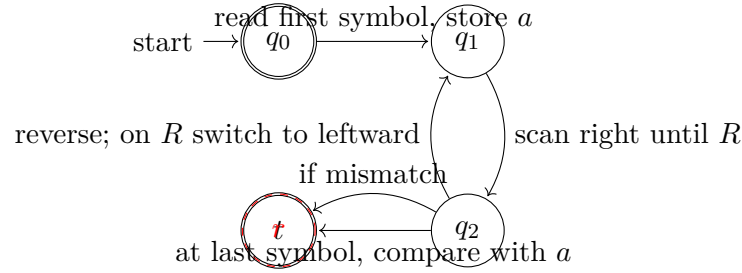 read first symbol, store a
start
q0
q1
reverse; on R switch to leftward
scan right until R
if mismatch
t
q2
at last symbol, compare with a